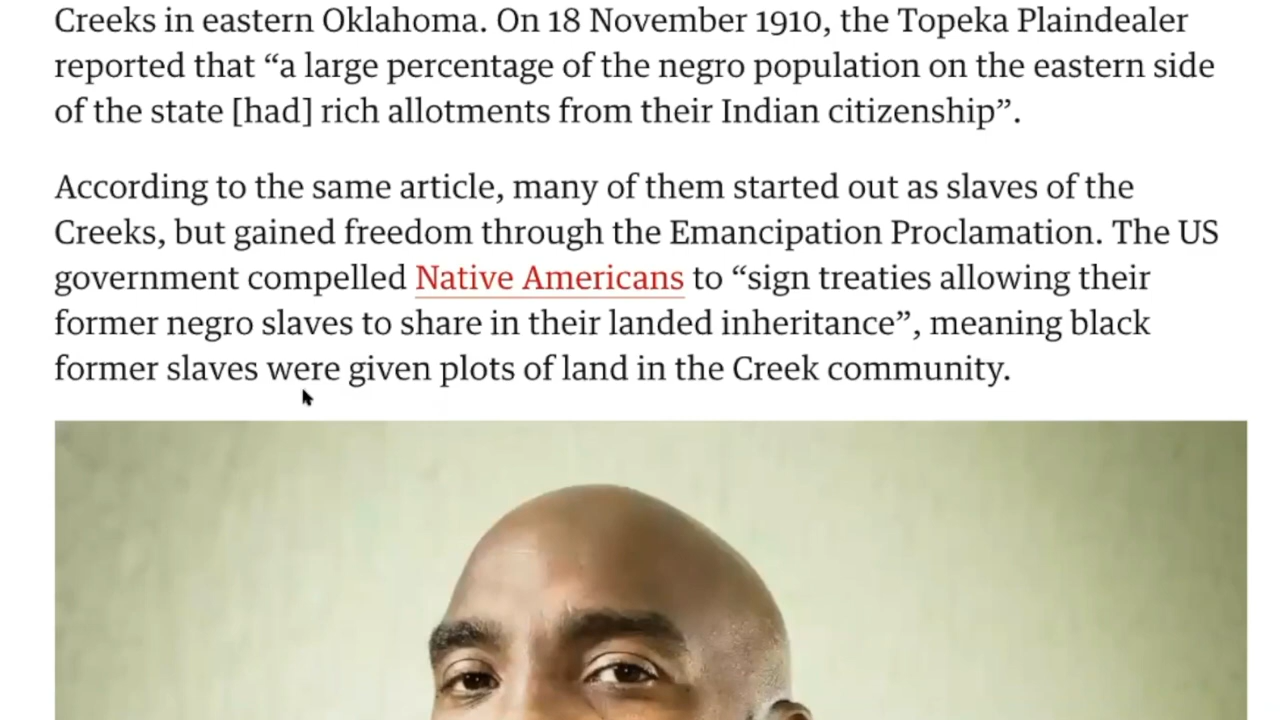 Creeks in eastern Oklahoma. On 18 November 1910, the Topeka Plaindealer
reported that “a large percentage of the negro population on the eastern side
of the state [had] rich allotments from their Indian citizenship”.
According to the same article, many of them started out as slaves of the
Creeks, but gained freedom through the Emancipation Proclamation. The US
government compelled Native Americans to “sign treaties allowing their
former negro slaves to share in their landed inheritance”, meaning black
former slaves were given plots of land in the Creek community.